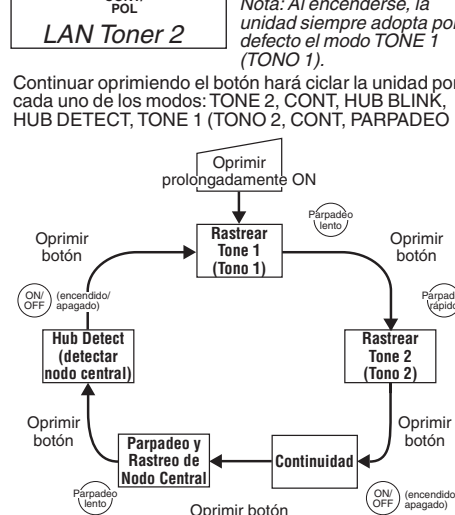 POL
LAN Toner 2
Nota: Al encenderse, la
unidad siempre adopta por
defecto el modo TONE 1
(TONO 1).
Continuar oprimiendo el botón hará ciclar la unidad por
cada uno de los modos: TONE 2, CONT, HUB BLINK,
HUB DETECT, TONE 1 (TONO 2, CONT, PARPADEO
Oprimir
prolongadamente ON
Rastrear
Tone 1
(Tono 1)
Parpadeo
lento
Oprimir
botón
Oprimir
botón
ON/
OFF
(encendido/
apagado)
Parpadeo
rápido
Hub Detect
(detectar
nodo central)
Rastrear
Tone 2
(Tono 2)
Oprimir
botón
Oprimir
botón
Parpadeo y
Rastreo de
Nodo Central
Continuidad
Parpadeo
lento
Oprimir botón
ON/
OFF
(encendido/
apagado)